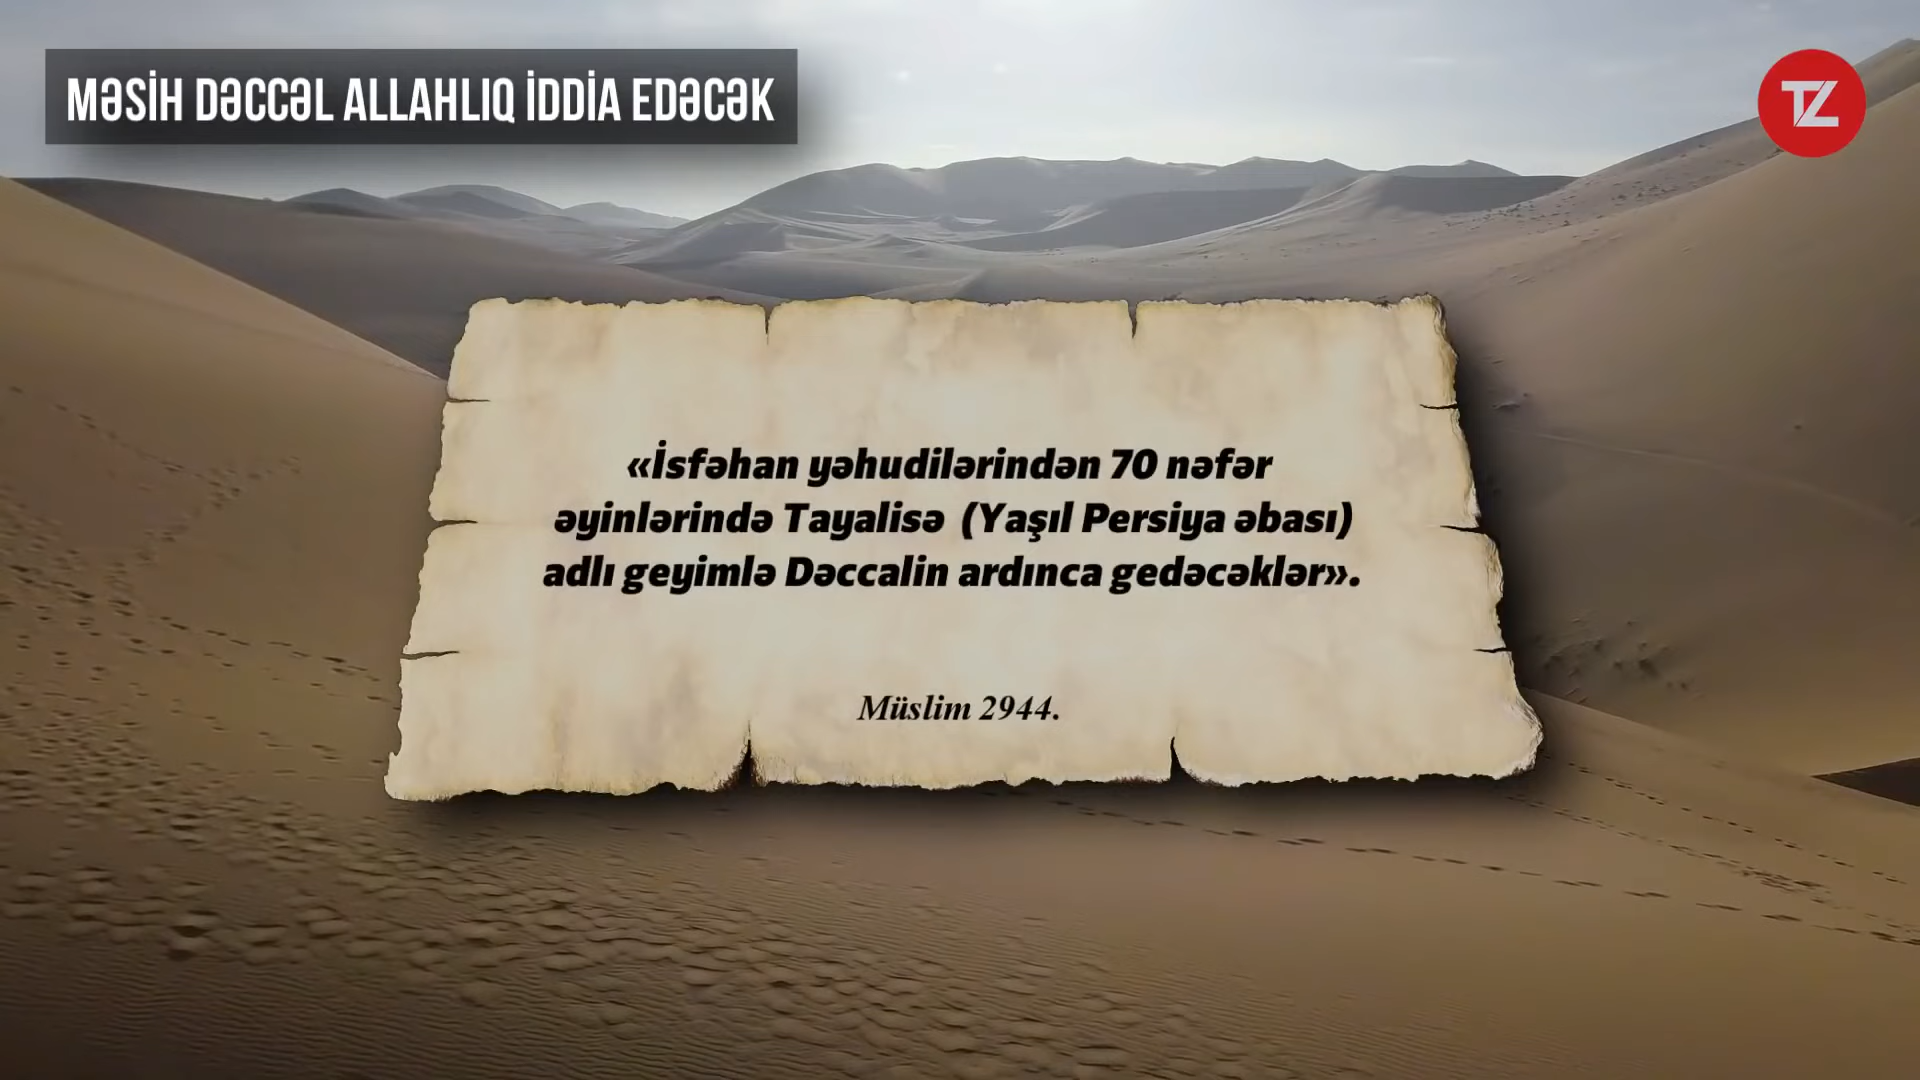 MƏSİH DƏCCƏL ALLAHLIQ İDDİA EDƏCƏK
TZ
«İsfəhan yəhudilərindən 70 nəfər
əyinlərində Tayalisə (Yaşıl Persiya əbası)
adlı geyimlə Dəccalin ardınca gedəcəklər».
Müslim 2944.